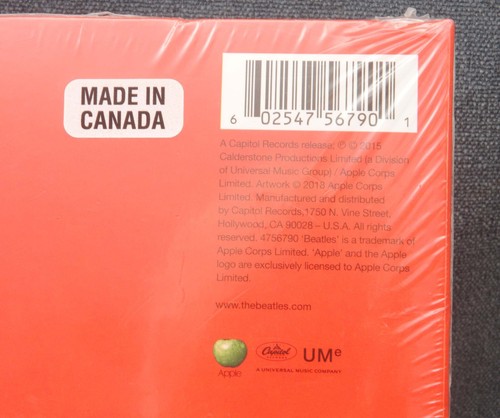 MADE IN
CANADA
6 02547 56790 1
A Capitol Records release; ℗ © 2015
Calderstone Productions Limited (a Division
of Universal Music Group) / Apple Corps
Limited. Artwork © 2013 Apple Corps
Limited. Manufactured and distributed
by Capitol Records,1750 N. Vine Street,
Hollywood, CA 90028 – U.S.A. All rights
reserved. 4756790 'Beatles' is a trademark of
Apple Corps Limited. 'Apple' and the Apple
logo are exclusively licensed to Apple Corps
Limited.
www.thebeatles.com
Apple
Capitol
RECORDS
UMe
A UNIVERSAL MUSIC COMPANY